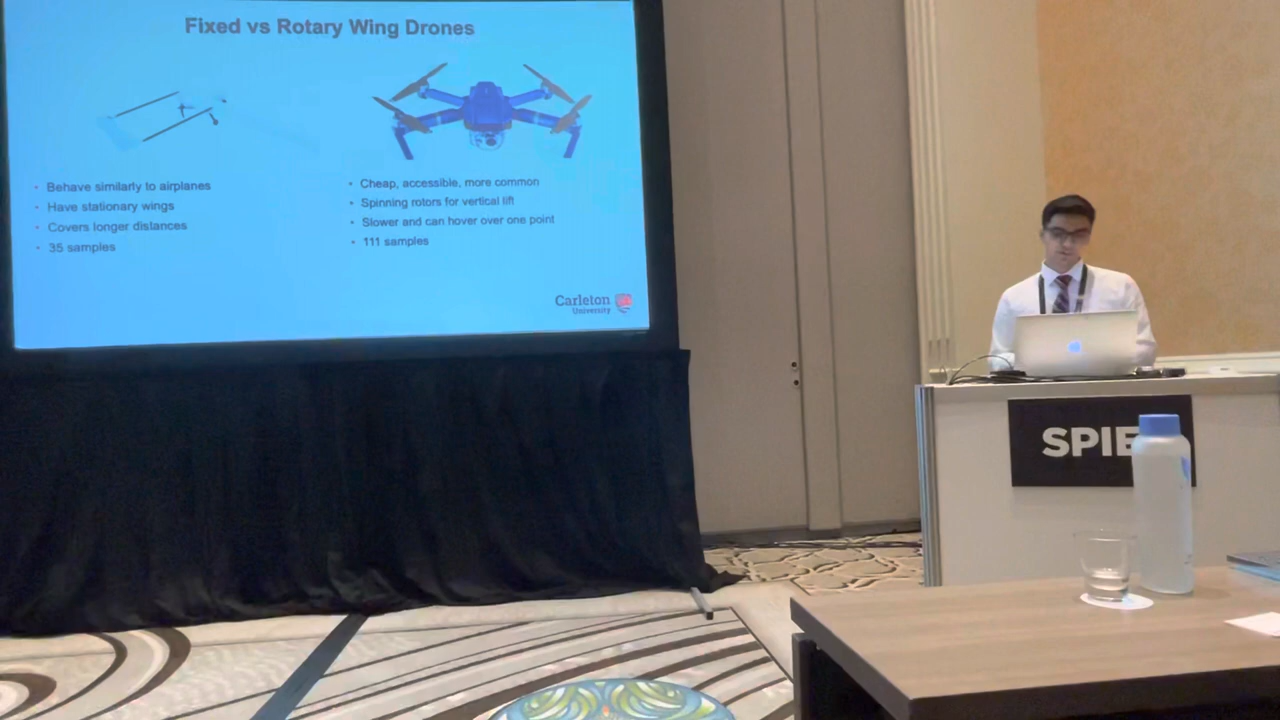 Fixed vs Rotary Wing Drones
• Behave similarly to airplanes
• Have stationary wings
• Covers longer distances
• 35 samples
• Cheap, accessible, more common
• Spinning rotors for vertical lift
• Slower and can hover over one point
• 111 samples
Carleton
University
SPIE